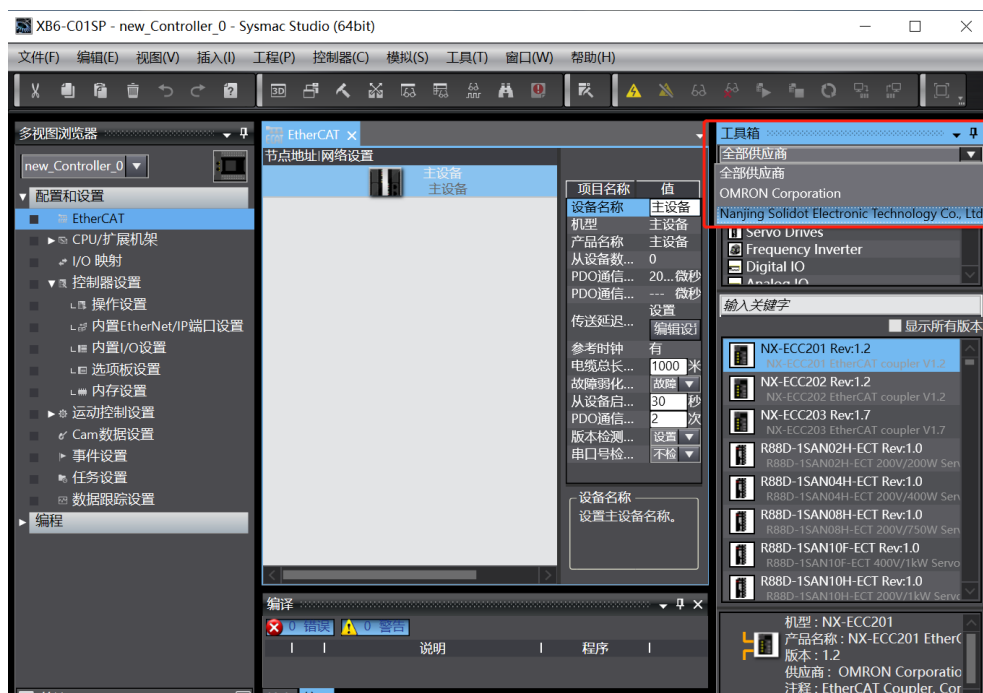 XB6-C01SP - new_Controller_0 - Sysmac Studio (64bit)
文件(F) 编辑(E) 视图(V) 插入(I) 工程(P) 控制器(C) 模拟(S) 工具(T) 窗口(W) 帮助(H)
多视图浏览器
new_Controller_0
配置和设置
EtherCAT
CPU/扩展机架
I/O 映射
控制器设置
操作设置
内置EtherNet/IP端口设置
内置I/O设置
选项板设置
内存设置
运动控制设置
Cam数据设置
事件设置
任务设置
数据跟踪设置
编程
EtherCAT
节点地址|网络设置
主设备
主设备
项目名称 值
设备名称 主设备
机型 主设备
产品名称 主设备
从设备数... 0
PDO通信... 20...微秒
PDO通信... --- 微秒
传送延迟... 设置
编辑设
参考时钟 有
电缆总长... 1000 米
故障弱化... 故障
从设备启... 30 秒
PDO通信... 2 次
版本检测... 设置
串口号检... 不检
设备名称
设置主设备名称。
编译
0 错误 0 警告
说明 程序
工具箱
全部供应商
全部供应商
OMRON Corporation
Nanjing Solidot Electronic Technology Co., Ltd
Servo Drives
Frequency Inverter
Digital IO
Analog IO
输入关键字
显示所有版本
NX-ECC201 Rev:1.2
NX-ECC201 EtherCAT coupler V1.2
NX-ECC202 Rev:1.2
NX-ECC202 EtherCAT coupler V1.2
NX-ECC203 Rev:1.7
NX-ECC203 EtherCAT coupler V1.7
R88D-1SAN02H-ECT Rev:1.0
R88D-1SAN02H-ECT 200V/200W Ser
R88D-1SAN04H-ECT Rev:1.0
R88D-1SAN04H-ECT 200V/400W Ser
R88D-1SAN08H-ECT Rev:1.0
R88D-1SAN08H-ECT 200V/750W Ser
R88D-1SAN10F-ECT Rev:1.0
R88D-1SAN10F-ECT 400V/1kW Servo
R88D-1SAN10H-ECT Rev:1.0
R88D-1SAN10H-ECT 200V/1kW Servo
机型 : NX-ECC201
产品名称 : NX-ECC201 Ether
版本 : 1.2
供应商 : OMRON Corporatio
注释 : EtherCAT Coupler, Cor